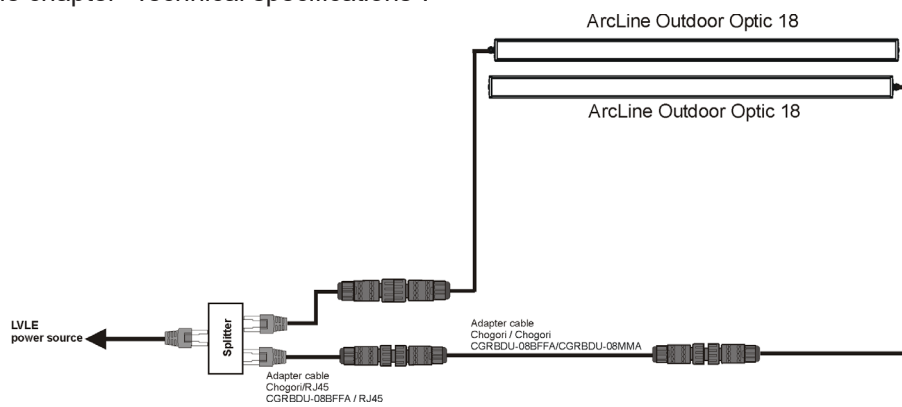 ArcLine Outdoor Optic 18
ArcLine Outdoor Optic 18
LVLE
power source
Splitter
Adapter cable
Chogori / Chogori
CGRBDU-08BFFA/CGRBDU-08MMA
Adapter cable
Chogori/RJ45
CGRBDU-08BFFA / RJ45